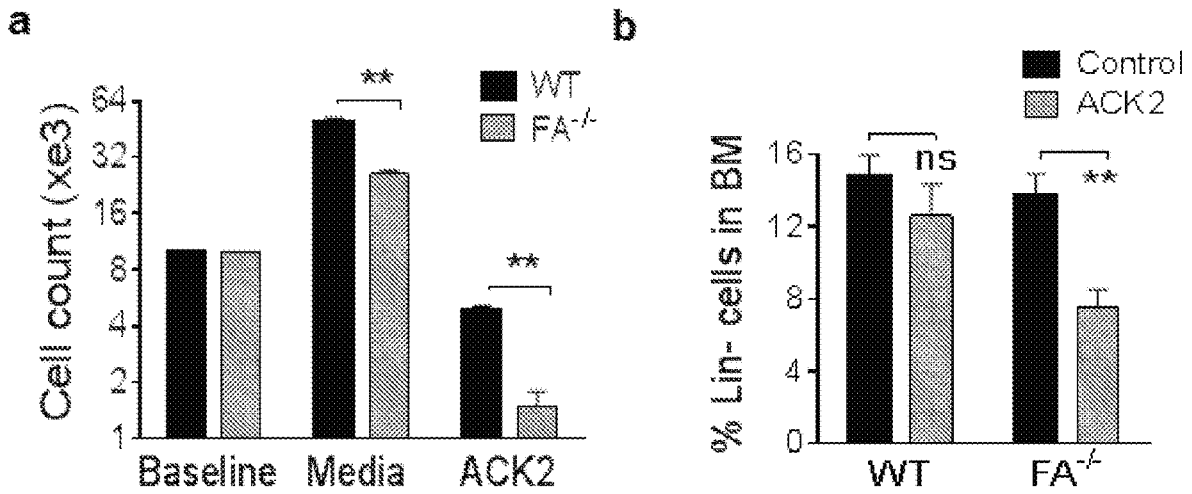 a
Cell count (xe3)
64
32
16
8
4
2
1
**
**
WT
FA-/-
Baseline Media ACK2
b
Control
ACK2
% Lin- cells in BM
16
12
8
4
0
ns
**
WT FA-/-